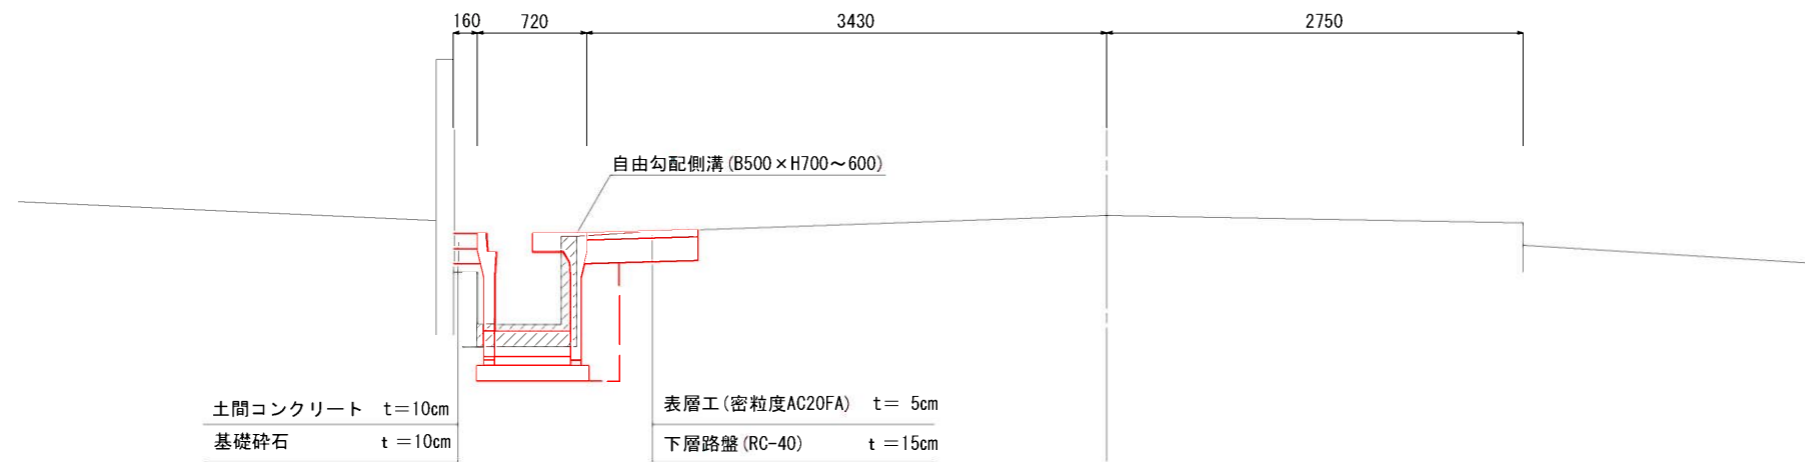 160 720 3430 2750
自由勾配側溝(B500×H700～600)
土間コンクリート t=10cm
基礎砕石 t=10cm
表層工(密粒度AC20FA) t= 5cm
下層路盤(RC-40) t=15cm